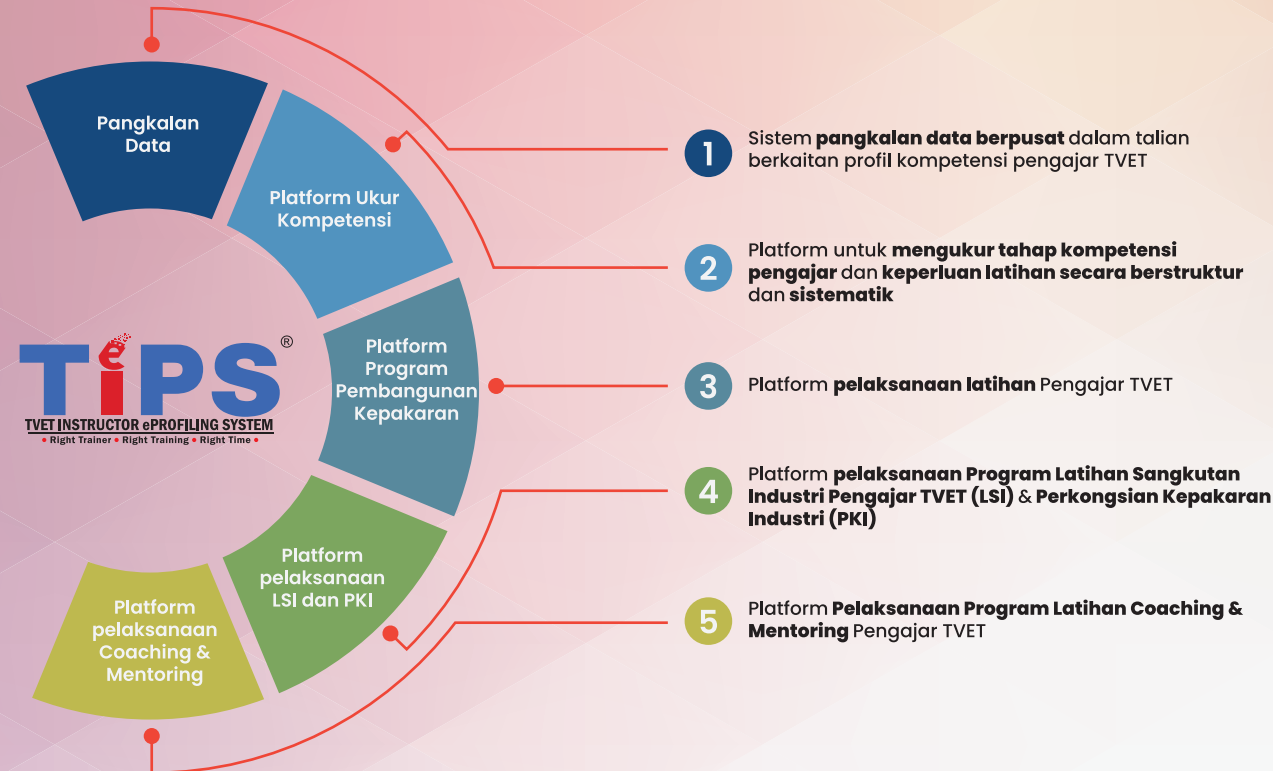 Pangkalan
Data
Platform Ukur
Kompetensi
Platform
Program
Pembangunan
Kepakaran
Platform
pelaksanaan
LSI dan PKI
Platform
pelaksanaan
Coaching &
Mentoring
TePS®
TVET INSTRUCTOR ePROFILING SYSTEM
• Right Trainer • Right Training • Right Time •
1
Sistem pangkalan data berpusat dalam talian
berkaitan profil kompetensi pengajar TVET
2
Platform untuk mengukur tahap kompetensi
pengajar dan keperluan latihan secara berstruktur
dan sistematik
3
Platform pelaksanaan latihan Pengajar TVET
4
Platform pelaksanaan Program Latihan Sangkutan
Industri Pengajar TVET (LSI) & Perkongsian Kepakaran
Industri (PKI)
5
Platform Pelaksanaan Program Latihan Coaching &
Mentoring Pengajar TVET